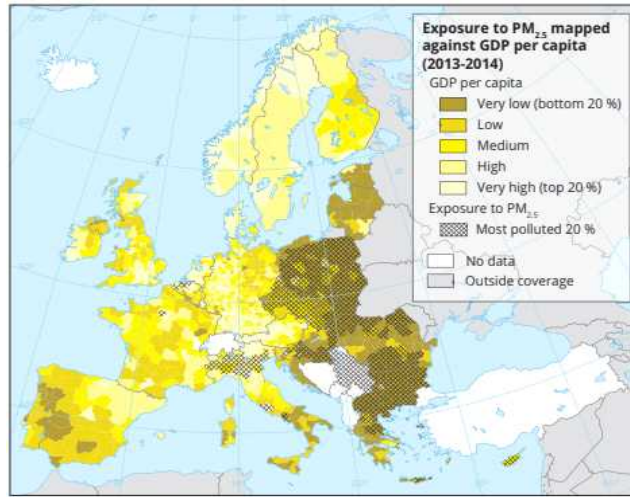 Exposure to PM2.5 mapped
against GDP per capita
(2013-2014)
GDP per capita
Very low (bottom 20 %)
Low
Medium
High
Very high (top 20 %)
Exposure to PM2.5
Most polluted 20 %
No data
Outside coverage